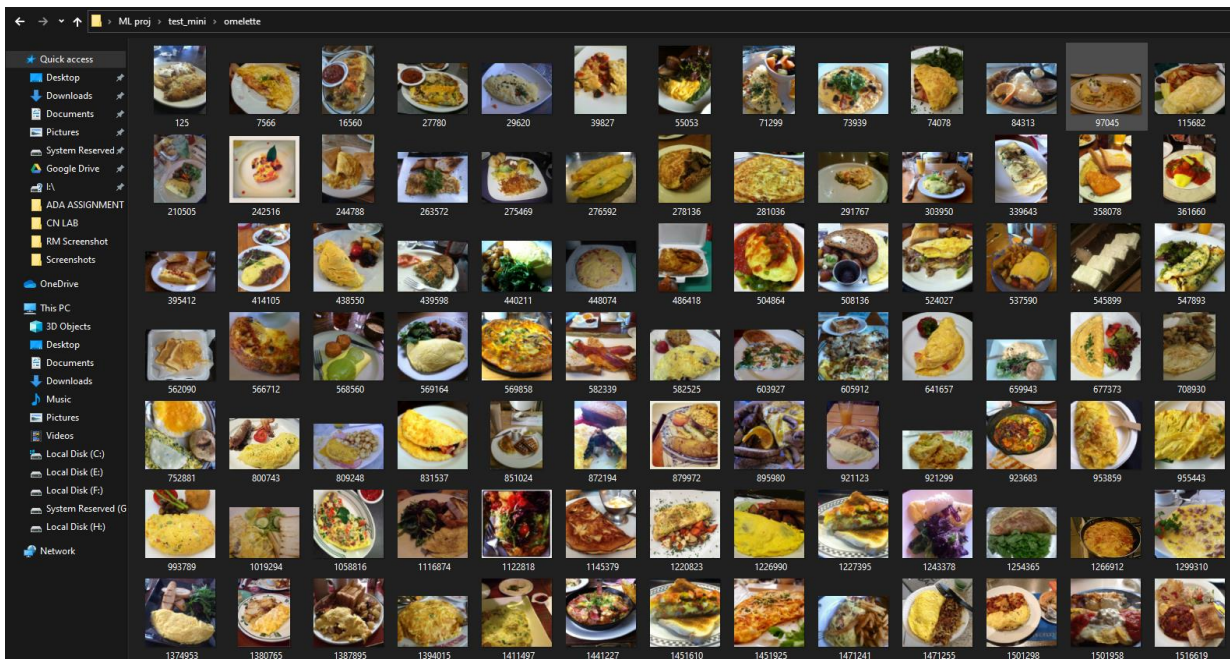 ML proj › test_mini › omelette
Quick access
Desktop
Downloads
Documents
Pictures
System Reserved
Google Drive
I:\
ADA ASSIGNMENT
CN LAB
RM Screenshot
Screenshots
OneDrive
This PC
3D Objects
Desktop
Documents
Downloads
Music
Pictures
Videos
Local Disk (C:)
Local Disk (E:)
Local Disk (F:)
System Reserved (G
Local Disk (H:)
Network
125 7566 16560 27780 29620 39827 55053 71299 73939 74078 84313 97045 115682
210505 242516 244788 263572 275469 276592 278136 281036 291767 303950 339643 358078 361660
395412 414105 438550 439598 440211 448074 486418 504864 508136 524027 537590 545899 547893
562090 566712 568560 569164 569858 582339 582525 603927 605912 641657 659943 677373 708930
752881 800743 809248 831537 851024 872194 879972 895980 921123 921299 923683 953859 955443
993789 1019294 1058816 1116874 1122818 1145379 1220823 1226990 1227395 1243378 1254365 1266912 1299310
1374953 1380765 1387895 1394015 1411497 1441227 1451610 1451925 1471241 1471255 1501298 1501958 1516619